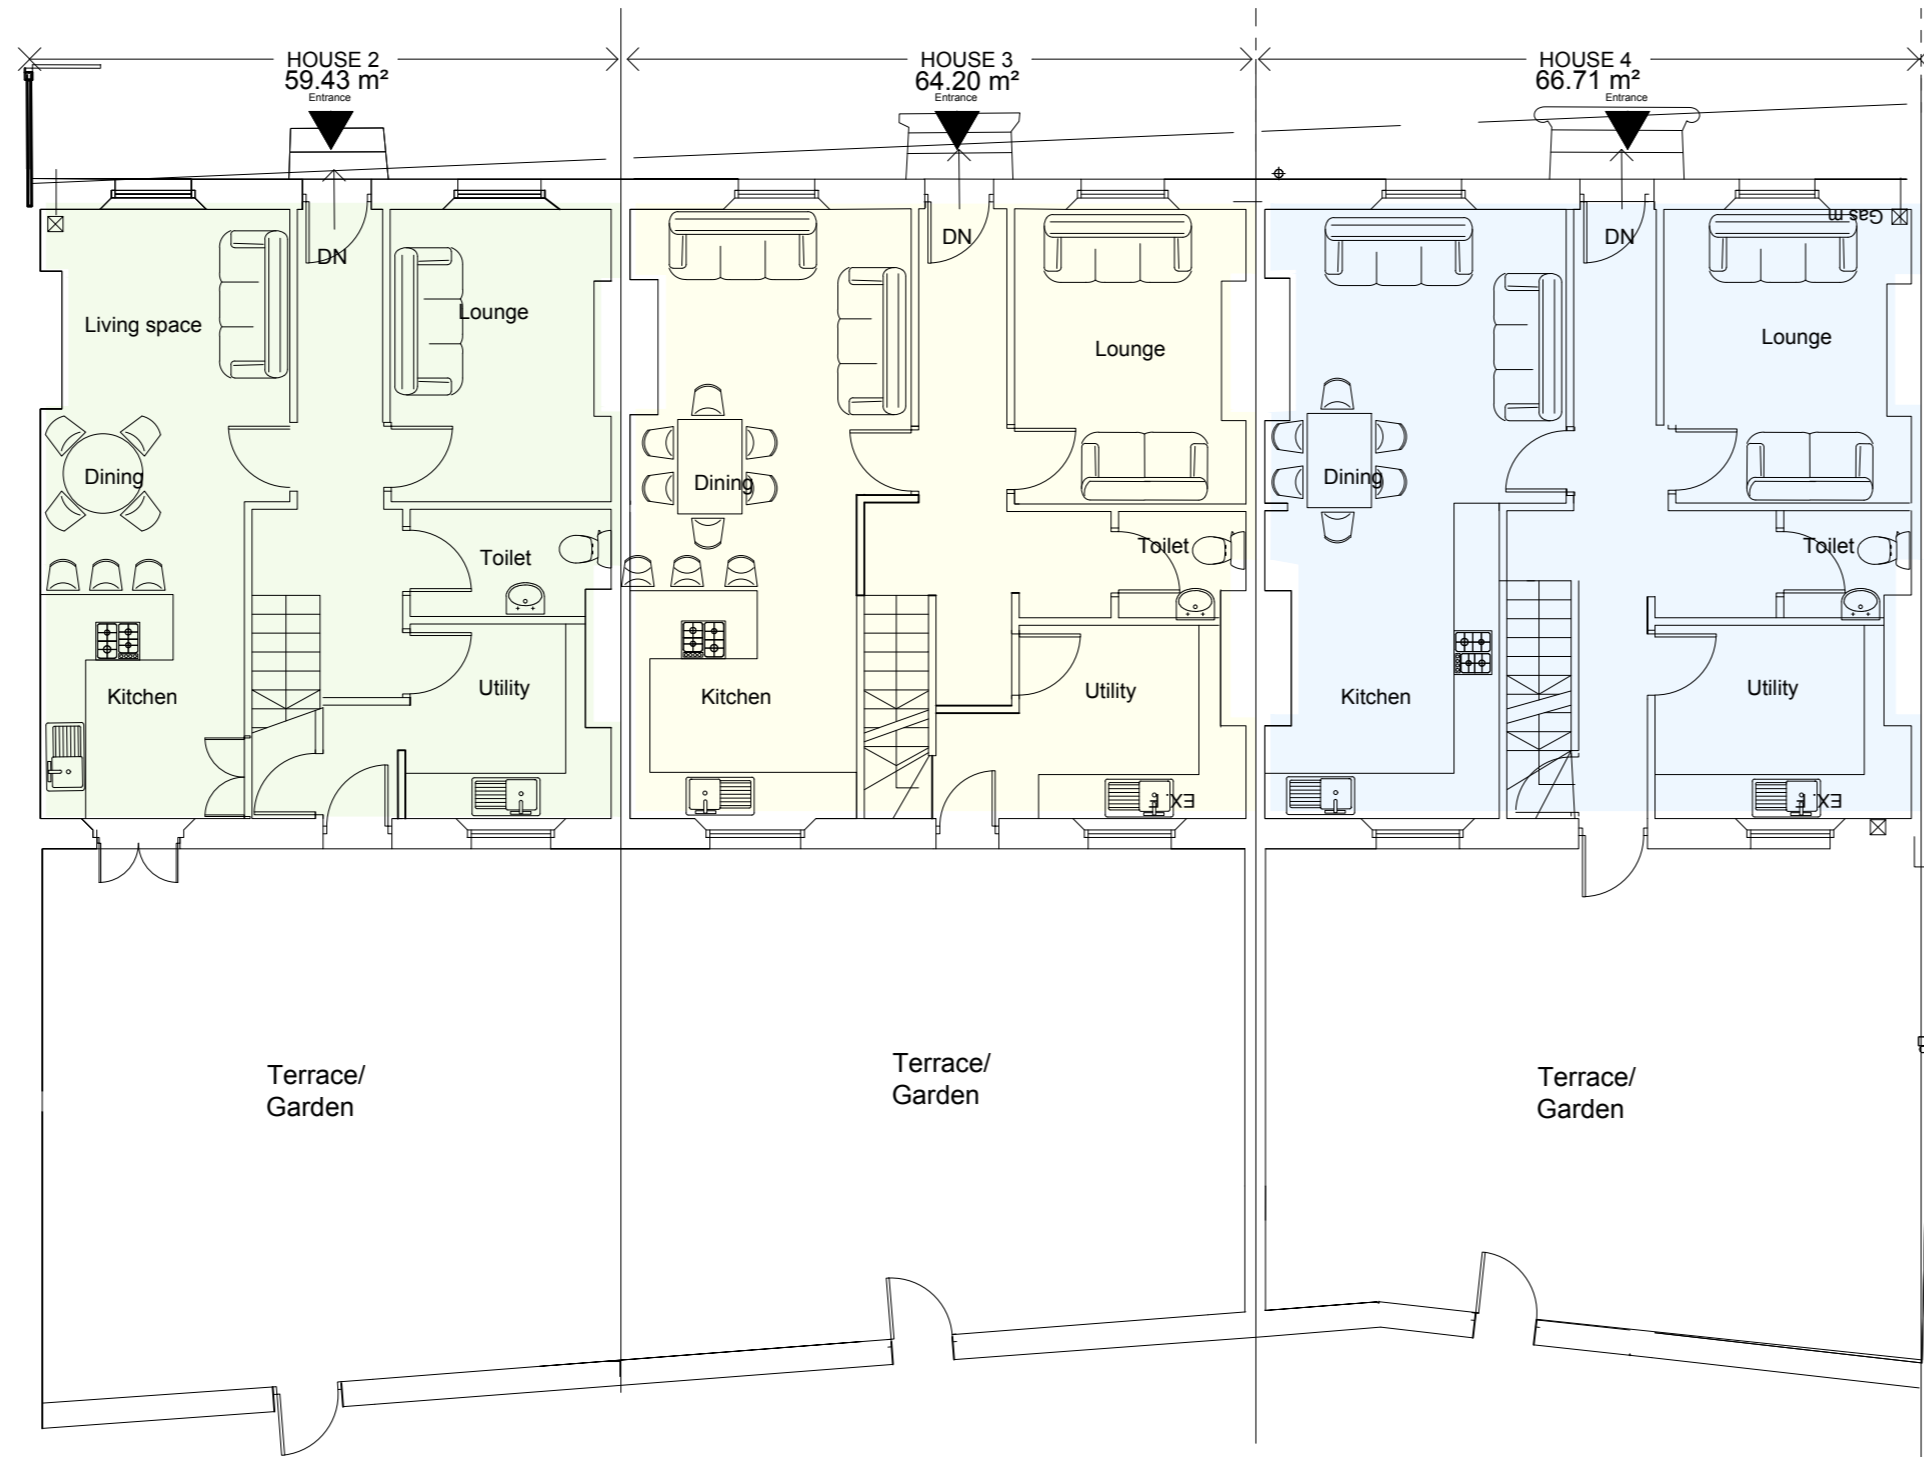 HOUSE 2
59.43 m²
Entrance
HOUSE 3
64.20 m²
Entrance
HOUSE 4
66.71 m²
Entrance
DN
Living space
Lounge
Dining
Toilet
Kitchen
Utility
DN
Lounge
Dining
Toilet
Kitchen
Utility
DN
Gas m
Lounge
Dining
Toilet
Kitchen
Utility
Terrace/
Garden
Terrace/
Garden
Terrace/
Garden